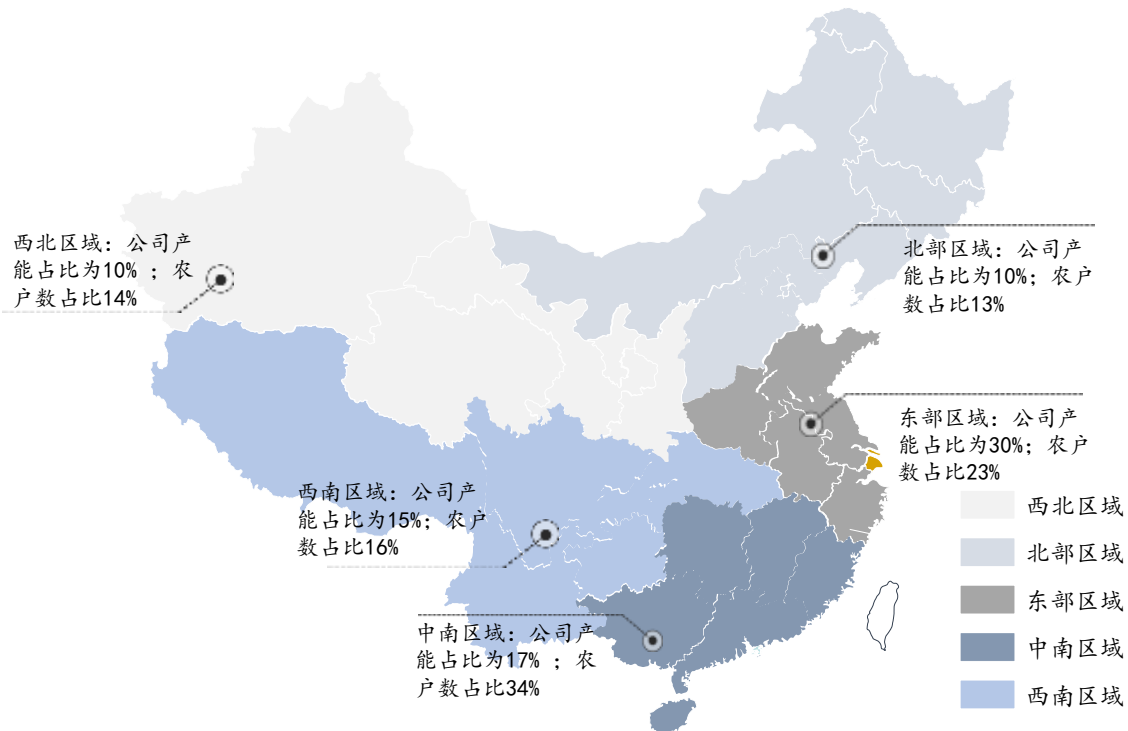 西北区域：公司产
能占比为10% ；农
户数占比14%
北部区域：公司产
能占比为10%；农户
数占比13%
东部区域：公司产
能占比为30%；农户
数占比23%
西南区域：公司产
能占比为15%；农户
数占比16%
中南区域：公司产
能占比为17% ；农
户数占比34%
西北区域
北部区域
东部区域
中南区域
西南区域